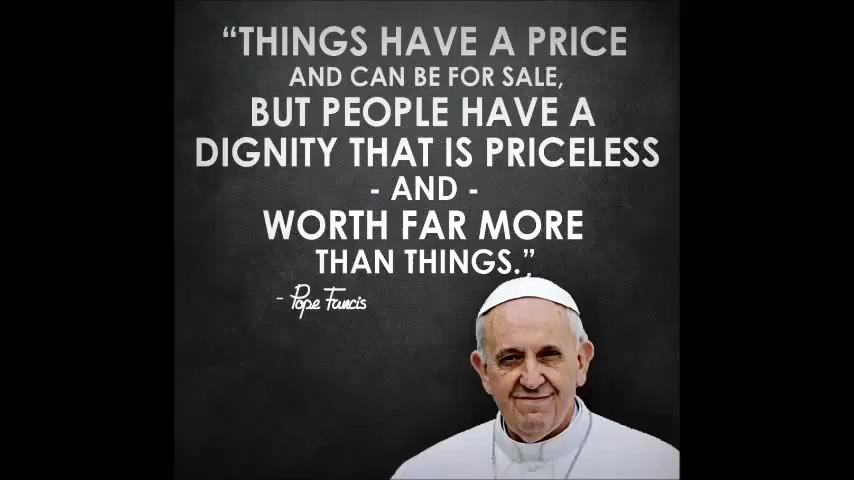 “THINGS HAVE A PRICE
AND CAN BE FOR SALE,
BUT PEOPLE HAVE A
DIGNITY THAT IS PRICELESS
- AND -
WORTH FAR MORE
THAN THINGS.”
- Pope Francis